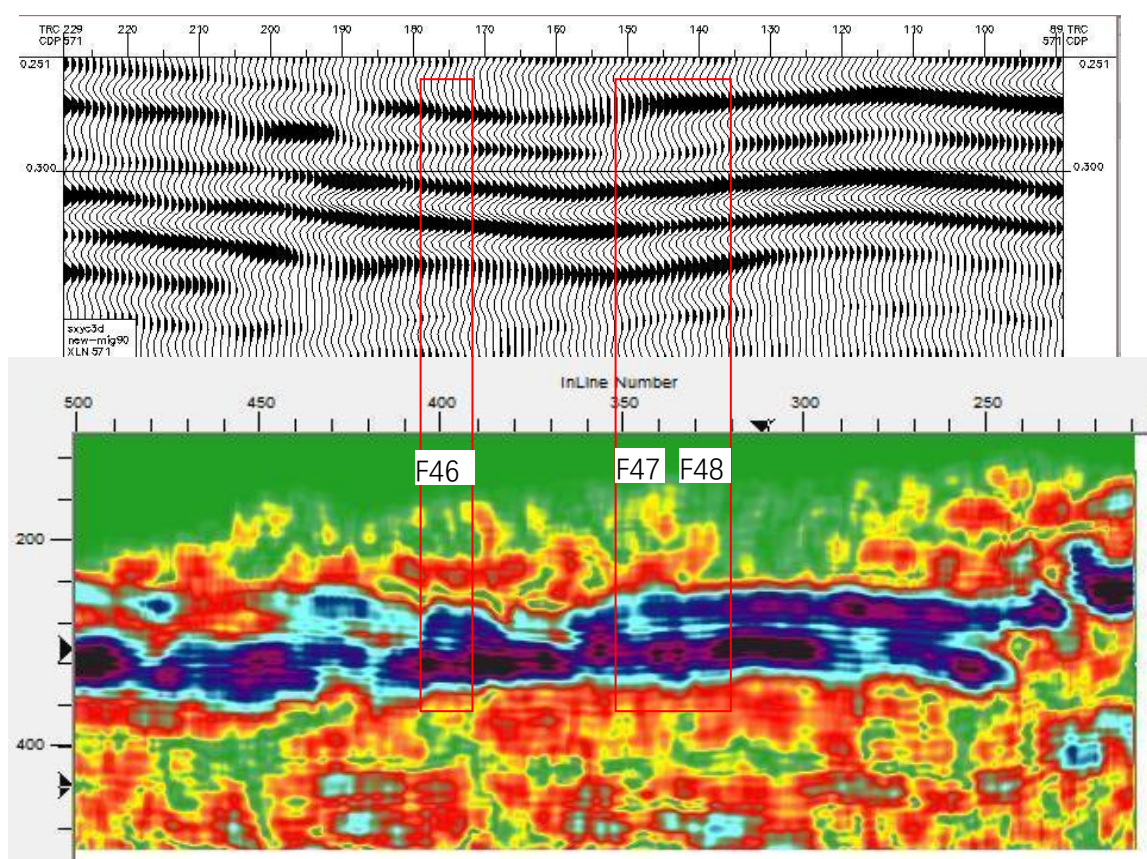 TRC 229 220 210 200 190 180 170 160 150 140 130 120 110 100 89 TRC
CDP 571 571 CDP
0.251 0.251
0.300 0.300
sxyc3d
new-mig90
XLN 571
InLine Number
500 450 400 350 300 250
F46 F47 F48
200
400